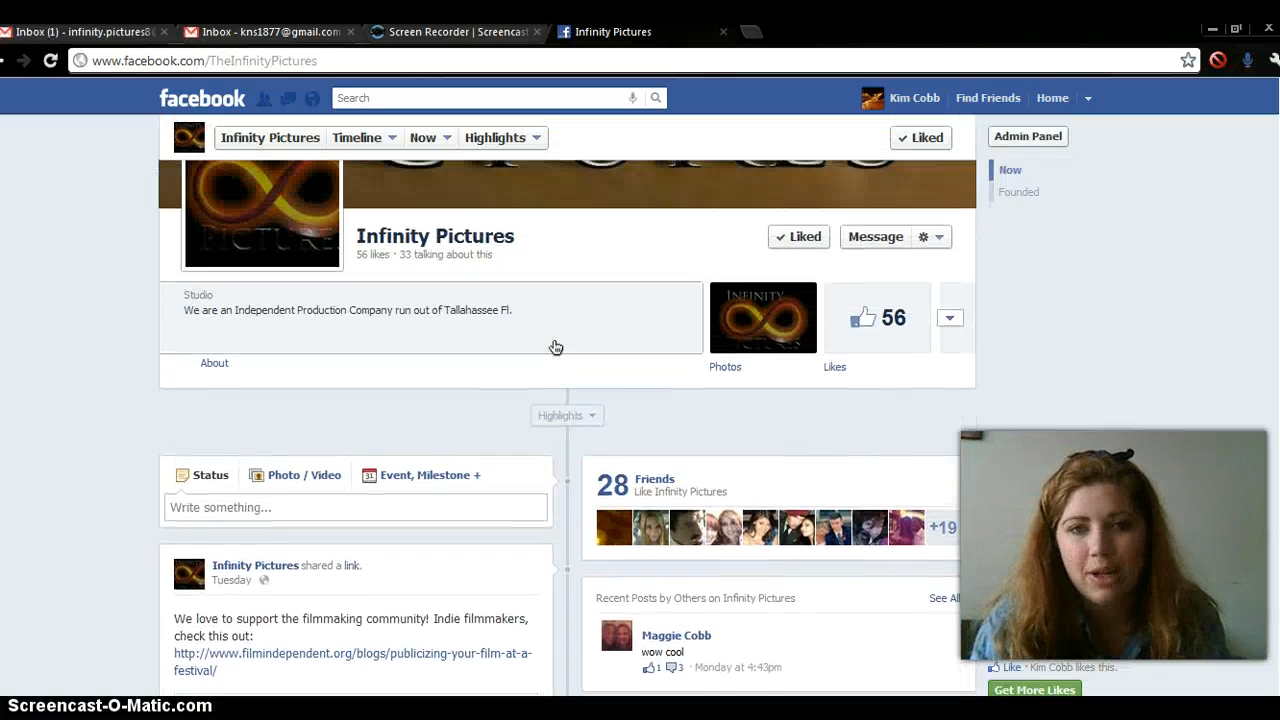 Inbox (1) - infinity.pictures8@
Inbox - kns1877@gmail.com
Screen Recorder | Screencast
Infinity Pictures
www.facebook.com/TheInfinityPictures
facebook
Search
Kim Cobb
Find Friends
Home
Infinity Pictures
Timeline
Now
Highlights
Liked
Admin Panel
Now
Founded
PICTURES
Infinity Pictures
56 likes · 33 talking about this
Liked
Message
Studio
We are an Independent Production Company run out of Tallahassee Fl.
About
INFINITY
PICTURES
Photos
56
Likes
Highlights
Status
Photo / Video
31
Event, Milestone +
Write something...
28 Friends
Like Infinity Pictures
+19
Infinity Pictures shared a link.
Tuesday
We love to support the filmmaking community! Indie filmmakers,
check this out:
http://www.filmindependent.org/blogs/publicizing-your-film-at-a-
festival/
Recent Posts by Others on Infinity Pictures
See All
Maggie Cobb
wow cool
1 3 · Monday at 4:43pm
Like · Kim Cobb likes this.
Get More Likes
Screencast-O-Matic.com